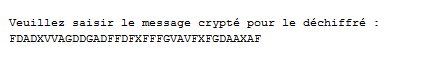 Veuillez saisir le message crypté pour le déchiffré :
FDADXVVAGDDGADFFDFXFFFGVAVFXFGDAAXAF